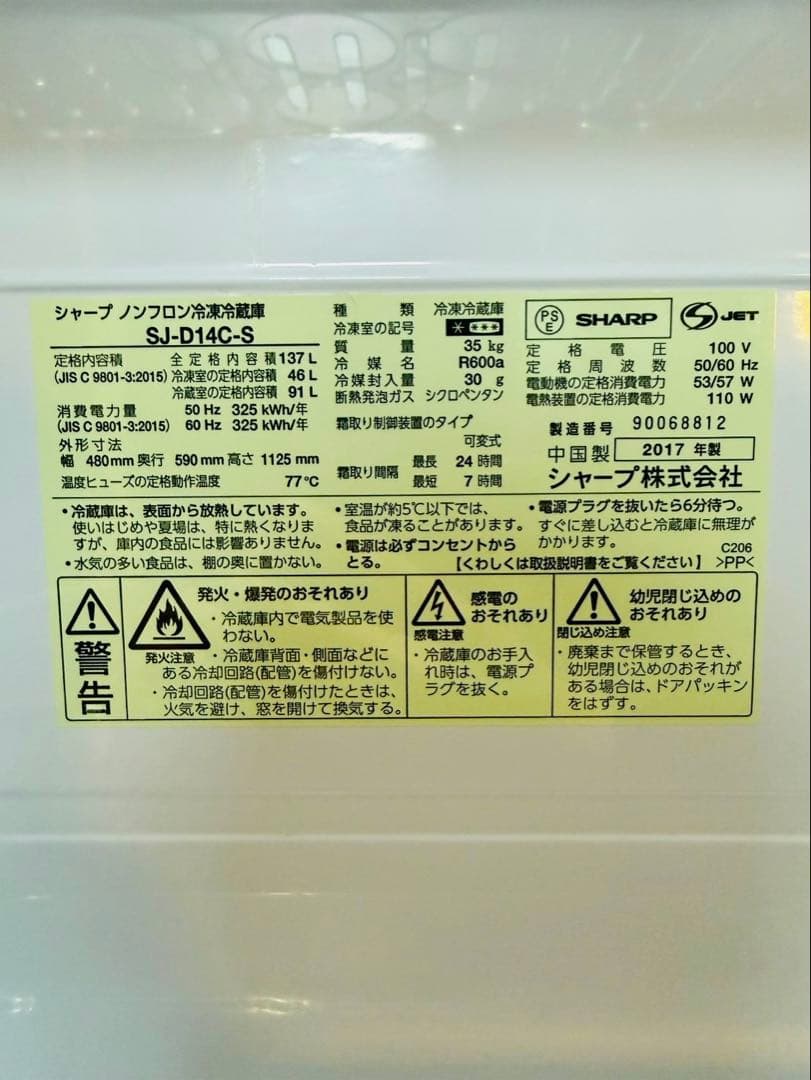 シャープ ノンフロン冷凍冷蔵庫
SJ-D14C-S
定格内容積 全定格内容積 137 L
(JIS C 9801-3:2015) 冷凍室の定格内容積 46 L
冷蔵室の定格内容積 91 L
消費電力量 50 Hz 325 kWh/年
(JIS C 9801-3:2015) 60 Hz 325 kWh/年
外形寸法
幅 480mm 奥行 590mm 高さ 1125 mm
温度ヒューズの定格動作温度 77℃
種類 冷凍冷蔵庫
冷凍室の記号
質量 35 kg
冷媒名 R600a
冷媒封入量 30 g
断熱発泡ガス シクロペンタン
霜取り制御装置のタイプ
可変式
霜取り間隔 最長 24 時間
最短 7 時間
PSE SHARP S JET
定格電圧 100 V
定格周波数 50/60 Hz
電動機の定格消費電力 53/57 W
電熱装置の定格消費電力 110 W
製造番号 90068812
中国製 2017 年製
シャープ株式会社
・冷蔵庫は、表面から放熱しています。
使いはじめや夏場は、特に熱くなりま
すが、庫内の食品には影響ありません。
・水気の多い食品は、棚の奥に置かない。
・室温が約5℃以下では、
食品が凍ることがあります。
・電源は必ずコンセントから
とる。
・電源プラグを抜いたら6分待つ。
すぐに差し込むと冷蔵庫に無理が
かかります。
C206
【くわしくは取扱説明書をご覧ください】 >PP<
警告
発火注意
発火・爆発のおそれあり
・冷蔵庫内で電気製品を使
わない。
・冷蔵庫背面・側面などに
ある冷却回路(配管)を傷付けない。
・冷却回路(配管)を傷付けたときは、
火気を避け、窓を開けて換気する。
感電注意
感電の
おそれあり
・冷蔵庫のお手入
れ時は、電源プ
ラグを抜く。
閉じ込め注意
幼児閉じ込めの
おそれあり
・廃棄まで保管するとき、
幼児閉じ込めのおそれが
ある場合は、ドアパッキン
をはずす。